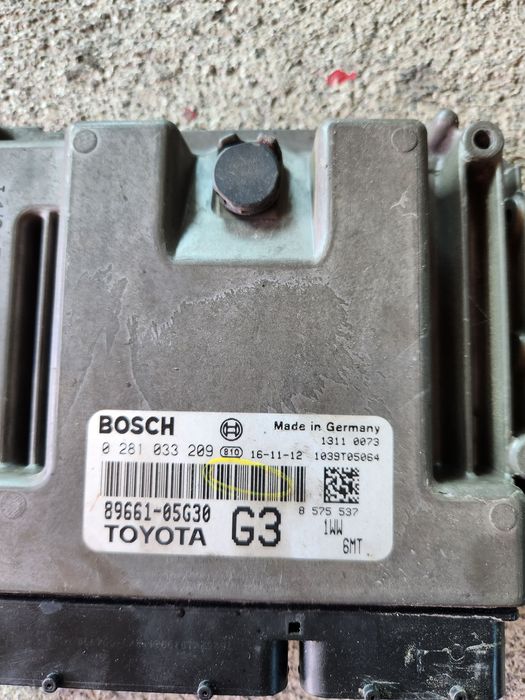 BOSCH Made in Germany
1311 0073
0 281 033 209 810 16-11-12 1039T05064
8 575 537
89661-05G30 G3 1WW
TOYOTA 6MT